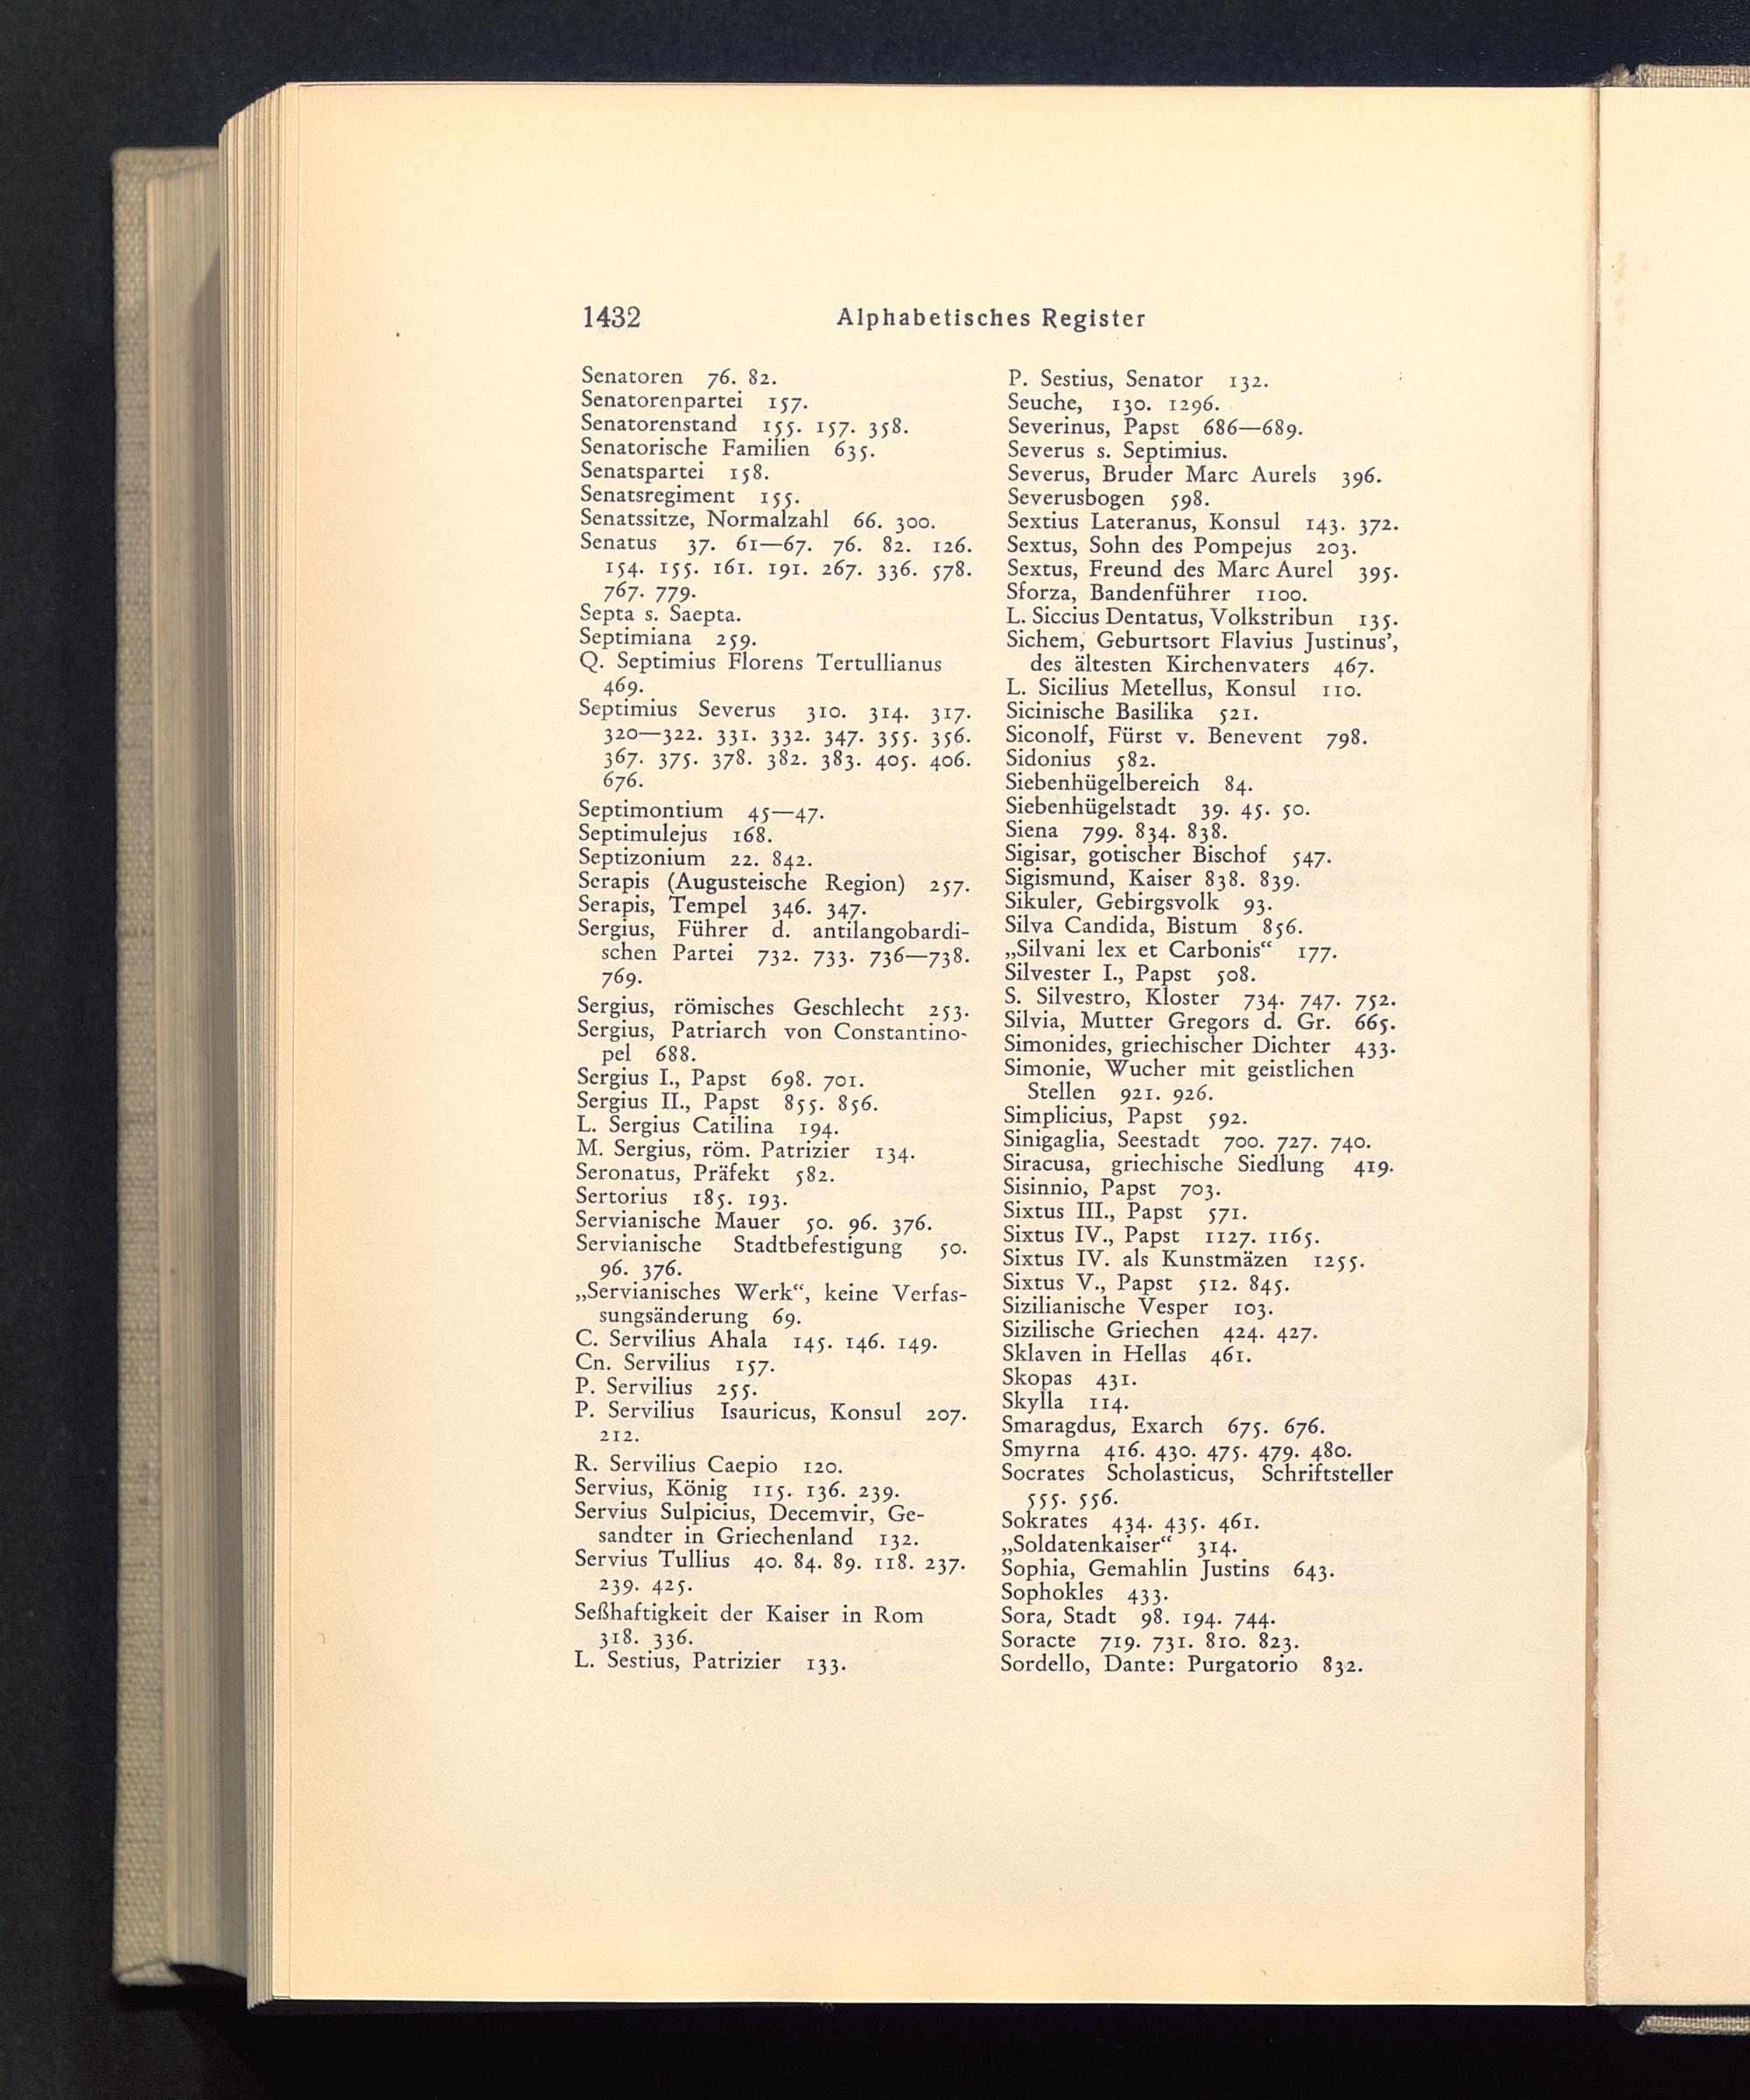 1432 Alphabetisches Register
Senatoren 76. 82.
Senatorenpartei 157.
Senatorenstand 155. 157. 358.
Senatorische Familien 635.
Senatspartei 158.
Senatsregiment 155.
Senatssitze, Normalzahl 66. 300.
Senatus 37. 61—67. 76. 82. 126.
154. 155. 161. 191. 267. 336. 578.
767. 779.
Septa s. Saepta.
Septimiana 259.
Q. Septimius Florens Tertullianus
469.
Septimius Severus 310. 314. 317.
320—322. 331. 332. 347. 355. 356.
367. 375. 378. 382. 383. 405. 406.
676.
Septimontium 45—47.
Septimulejus 168.
Septizonium 22. 842.
Serapis (Augusteische Region) 257.
Serapis, Tempel 346. 347.
Sergius, Führer d. antilangobardi-
schen Partei 732. 733. 736—738.
769.
Sergius, römisches Geschlecht 253.
Sergius, Patriarch von Constantino-
pel 688.
Sergius I., Papst 698. 701.
Sergius II., Papst 855. 856.
L. Sergius Catilina 194.
M. Sergius, röm. Patrizier 134.
Seronatus, Präfekt 582.
Sertorius 185. 193.
Servianische Mauer 50. 96. 376.
Servianische Stadtbefestigung 50.
96. 376.
„Servianisches Werk“, keine Verfas-
sungsänderung 69.
C. Servilius Ahala 145. 146. 149.
Cn. Servilius 157.
P. Servilius 255.
P. Servilius Isauricus, Konsul 207.
212.
R. Servilius Caepio 120.
Servius, König 115. 136. 239.
Servius Sulpicius, Decemvir, Ge-
sandter in Griechenland 132.
Servius Tullius 40. 84. 89. 118. 237.
239. 425.
Seßhaftigkeit der Kaiser in Rom
318. 336.
L. Sestius, Patrizier 133.
P. Sestius, Senator 132.
Seuche, 130. 1296.
Severinus, Papst 686—689.
Severus s. Septimius.
Severus, Bruder Marc Aurels 396.
Severusbogen 598.
Sextius Lateranus, Konsul 143. 372.
Sextus, Sohn des Pompejus 203.
Sextus, Freund des Marc Aurel 395.
Sforza, Bandenführer 1100.
L. Siccius Dentatus, Volkstribun 135.
Sichem, Geburtsort Flavius Justinus’,
des ältesten Kirchenvaters 467.
L. Sicilius Metellus, Konsul 110.
Sicinische Basilika 521.
Siconolf, Fürst v. Benevent 798.
Sidonius 582.
Siebenhügelbereich 84.
Siebenhügelstadt 39. 45. 50.
Siena 799. 834. 838.
Sigisar, gotischer Bischof 547.
Sigismund, Kaiser 838. 839.
Sikuler, Gebirgsvolk 93.
Silva Candida, Bistum 856.
„Silvani lex et Carbonis“ 177.
Silvester I., Papst 508.
S. Silvestro, Kloster 734. 747. 752.
Silvia, Mutter Gregors d. Gr. 665.
Simonides, griechischer Dichter 433.
Simonie, Wucher mit geistlichen
Stellen 921. 926.
Simplicius, Papst 592.
Sinigaglia, Seestadt 700. 727. 740.
Siracusa, griechische Siedlung 419.
Sisinnio, Papst 703.
Sixtus III., Papst 571.
Sixtus IV., Papst 1127. 1165.
Sixtus IV. als Kunstmäzen 1255.
Sixtus V., Papst 512. 845.
Sizilianische Vesper 103.
Sizilische Griechen 424. 427.
Sklaven in Hellas 461.
Skopas 431.
Skylla 114.
Smaragdus, Exarch 675. 676.
Smyrna 416. 430. 475. 479. 480.
Socrates Scholasticus, Schriftsteller
555. 556.
Sokrates 434. 435. 461.
„Soldatenkaiser“ 314.
Sophia, Gemahlin Justins 643.
Sophokles 433.
Sora, Stadt 98. 194. 744.
Soracte 719. 731. 810. 823.
Sordello, Dante: Purgatorio 832.